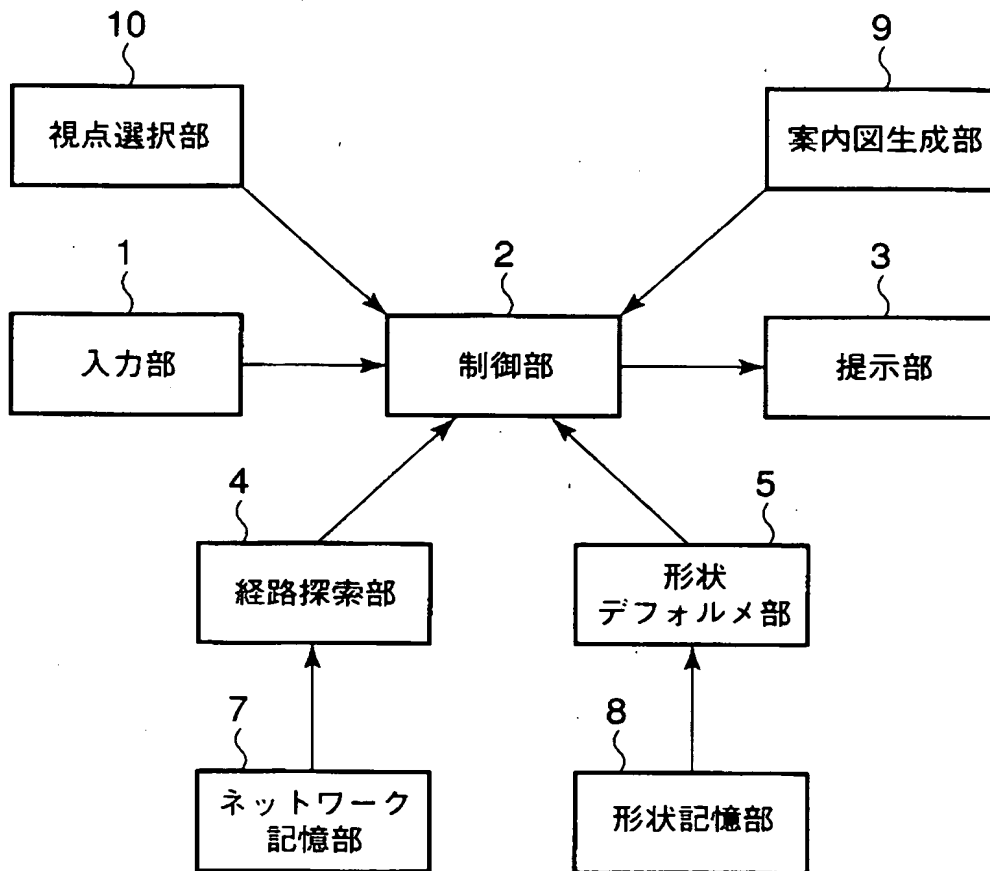 10
視点選択部
9
案内図生成部
1
入力部
2
制御部
3
提示部
4
経路探索部
5
形状
デフォルメ部
7
ネットワーク
記憶部
8
形状記憶部